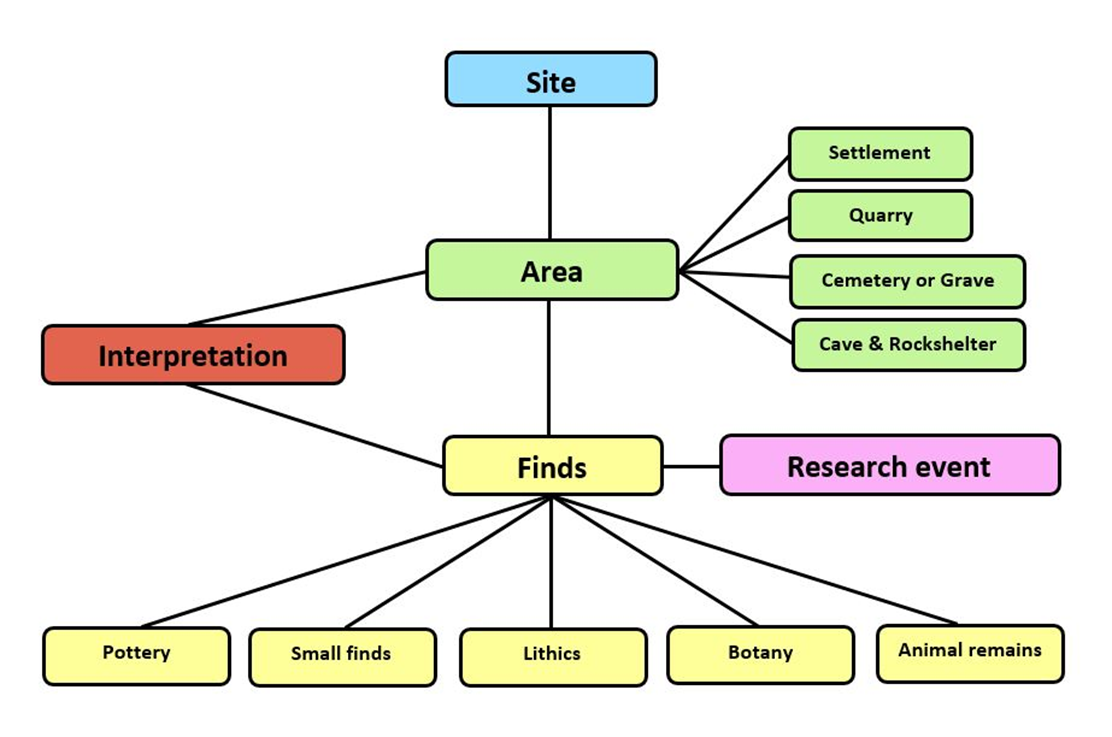 Site
Settlement
Quarry
Area
Cemetery or Grave
Cave & Rockshelter
Interpretation
Finds
Research event
Pottery
Small finds
Lithics
Botany
Animal remains